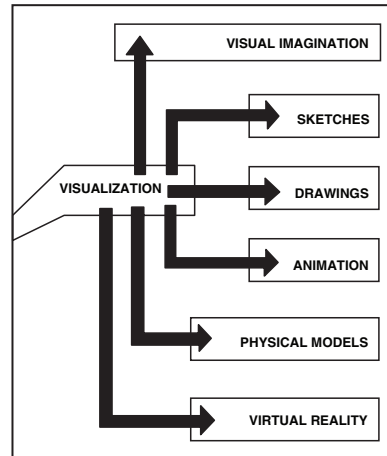 VISUAL IMAGINATION
SKETCHES
VISUALIZATION
DRAWINGS
ANIMATION
PHYSICAL MODELS
VIRTUAL REALITY